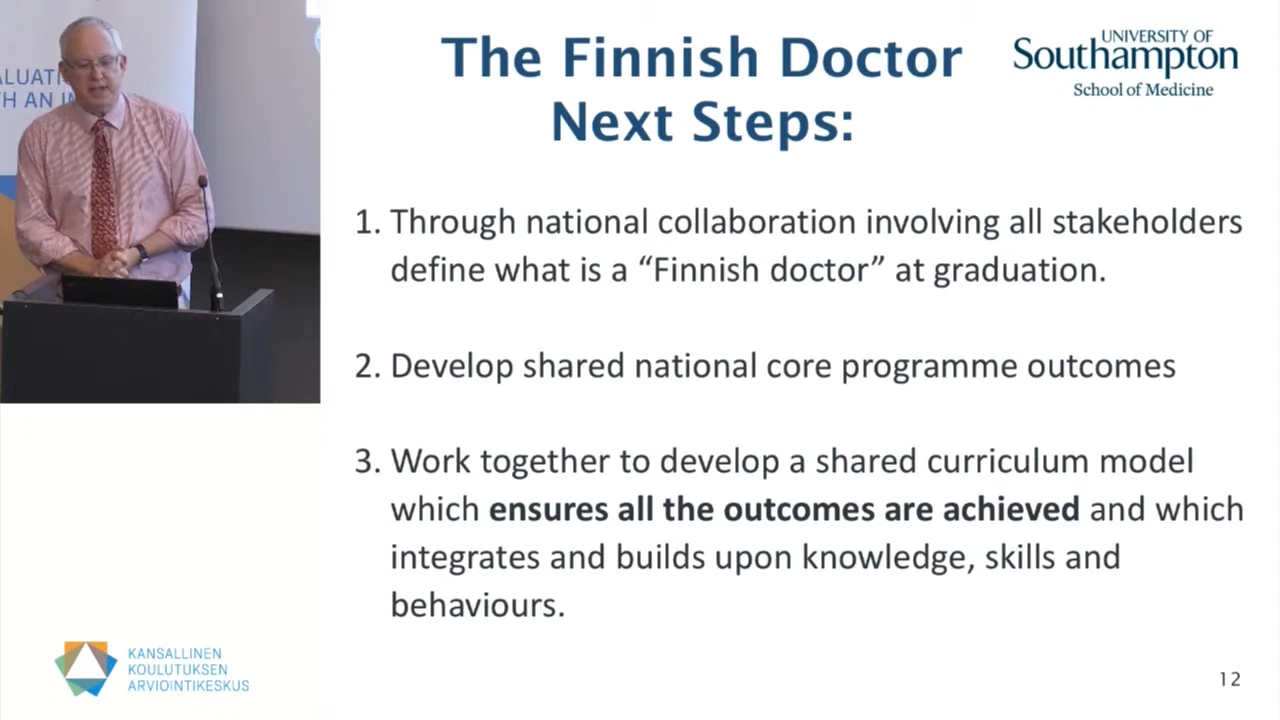 The Finnish Doctor
Next Steps:
UNIVERSITY OF
Southampton
School of Medicine
1. Through national collaboration involving all stakeholders
define what is a “Finnish doctor” at graduation.
2. Develop shared national core programme outcomes
3. Work together to develop a shared curriculum model
which ensures all the outcomes are achieved and which
integrates and builds upon knowledge, skills and
behaviours.
KANSALLINEN
KOULUTUKSEN
ARVIOINTIKESKUS
12